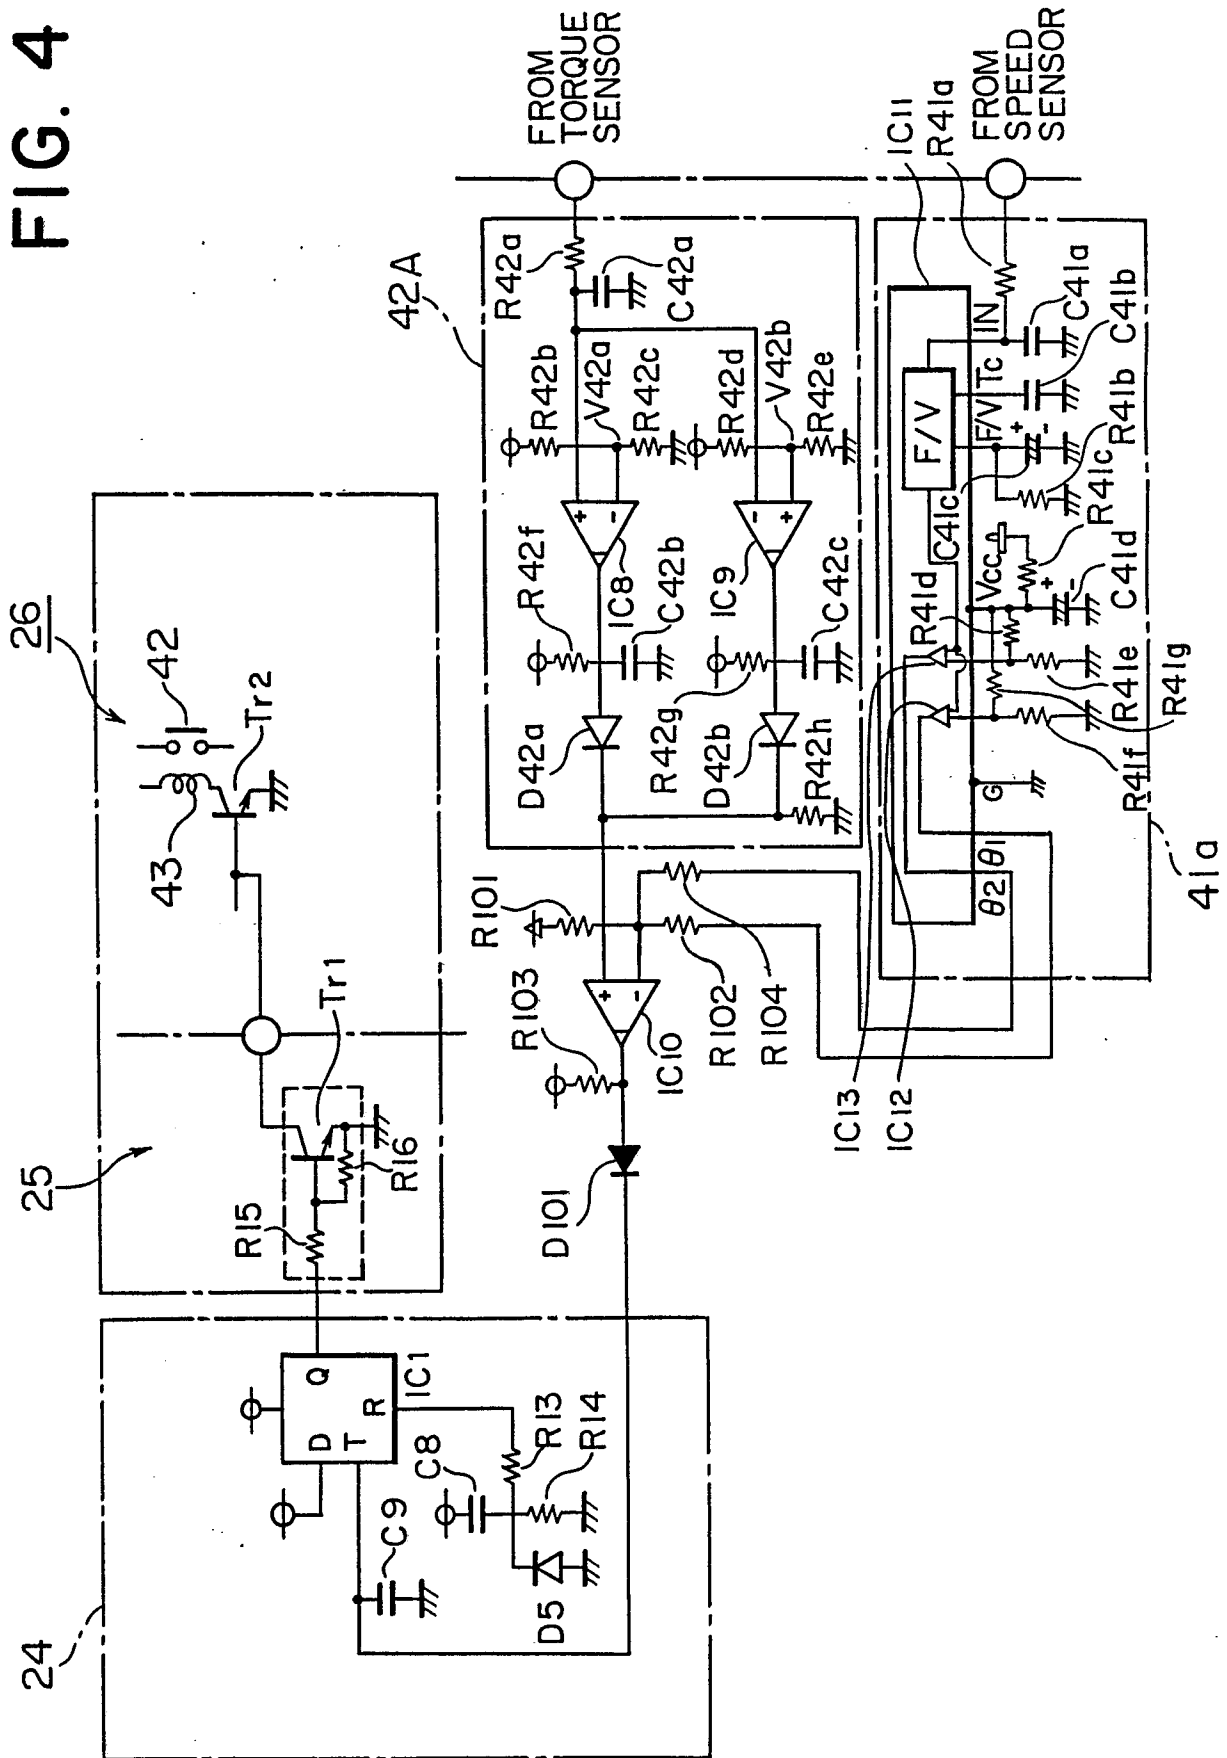 FIG. 4
26
42
43
Tr2
25
Tr1
R15
R16
24
D
Q
T
R
IC1
C9
C8
R13
R14
D5
FROM
TORQUE
SENSOR
42A
R42a
C42a
R42b
V42a
R42c
R42d
V42b
R42e
+
-
IC8
-
+
IC9
R42f
C42b
R42g
C42c
D42a
D42b
R42h
R101
R103
+
-
IC10
R102
R104
D101
IC13
IC12
FROM
SPEED
SENSOR
IC11
R41a
IN
C41a
F/V
F/V
Tc
C41b
R41b
+
-
C41c
R41c
Vcc
+
-
C41d
R41d
R41e
R41g
R41f
G
θ1
θ2
41a